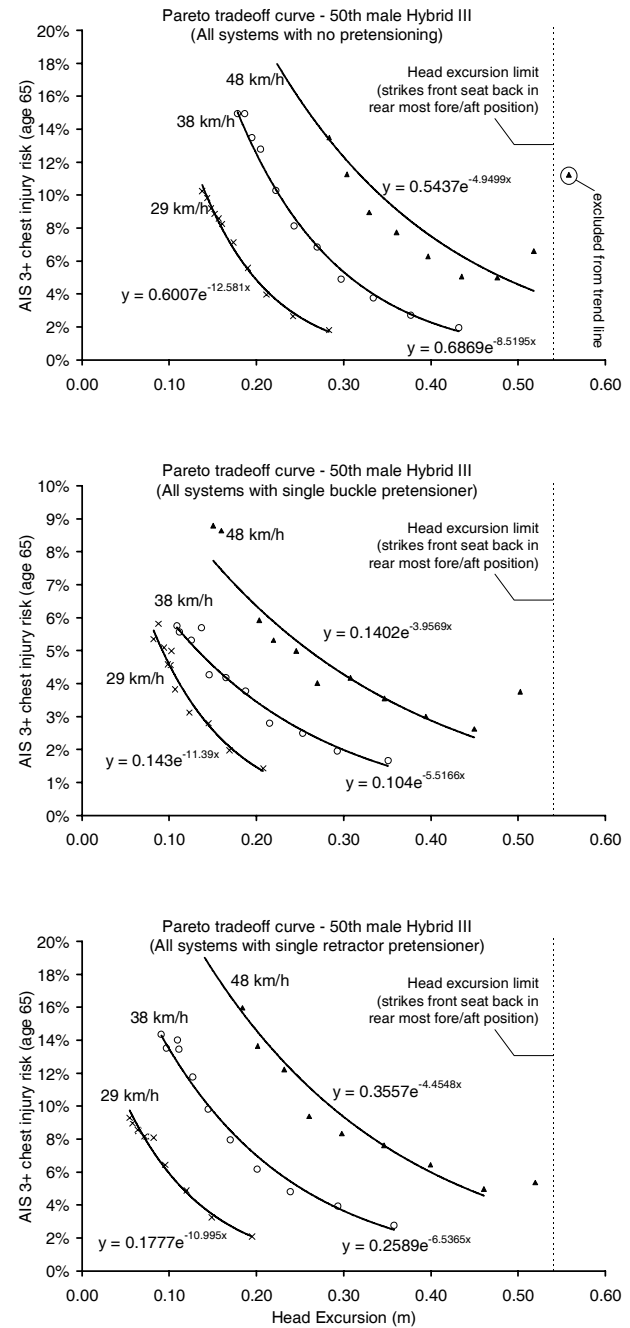 Pareto tradeoff curve - 50th male Hybrid III
(All systems with no pretensioning)
20%
18%
16%
14%
12%
10%
8%
6%
4%
2%
0%
AIS 3+ chest injury risk (age 65)
48 km/h
38 km/h
29 km/h
Head excursion limit
(strikes front seat back in
rear most fore/aft position)
y = 0.5437e^-4.9499x
y = 0.6007e^-12.581x
y = 0.6869e^-8.5195x
excluded from trend line
0.00 0.10 0.20 0.30 0.40 0.50 0.60
Pareto tradeoff curve - 50th male Hybrid III
(All systems with single buckle pretensioner)
10%
9%
8%
7%
6%
5%
4%
3%
2%
1%
0%
AIS 3+ chest injury risk (age 65)
48 km/h
38 km/h
29 km/h
Head excursion limit
(strikes front seat back in
rear most fore/aft position)
y = 0.1402e^-3.9569x
y = 0.143e^-11.39x
y = 0.104e^-5.5166x
0.00 0.10 0.20 0.30 0.40 0.50 0.60
Pareto tradeoff curve - 50th male Hybrid III
(All systems with single retractor pretensioner)
20%
18%
16%
14%
12%
10%
8%
6%
4%
2%
0%
AIS 3+ chest injury risk (age 65)
48 km/h
38 km/h
29 km/h
Head excursion limit
(strikes front seat back in
rear most fore/aft position)
y = 0.3557e^-4.4548x
y = 0.1777e^-10.995x
y = 0.2589e^-6.5365x
0.00 0.10 0.20 0.30 0.40 0.50 0.60
Head Excursion (m)